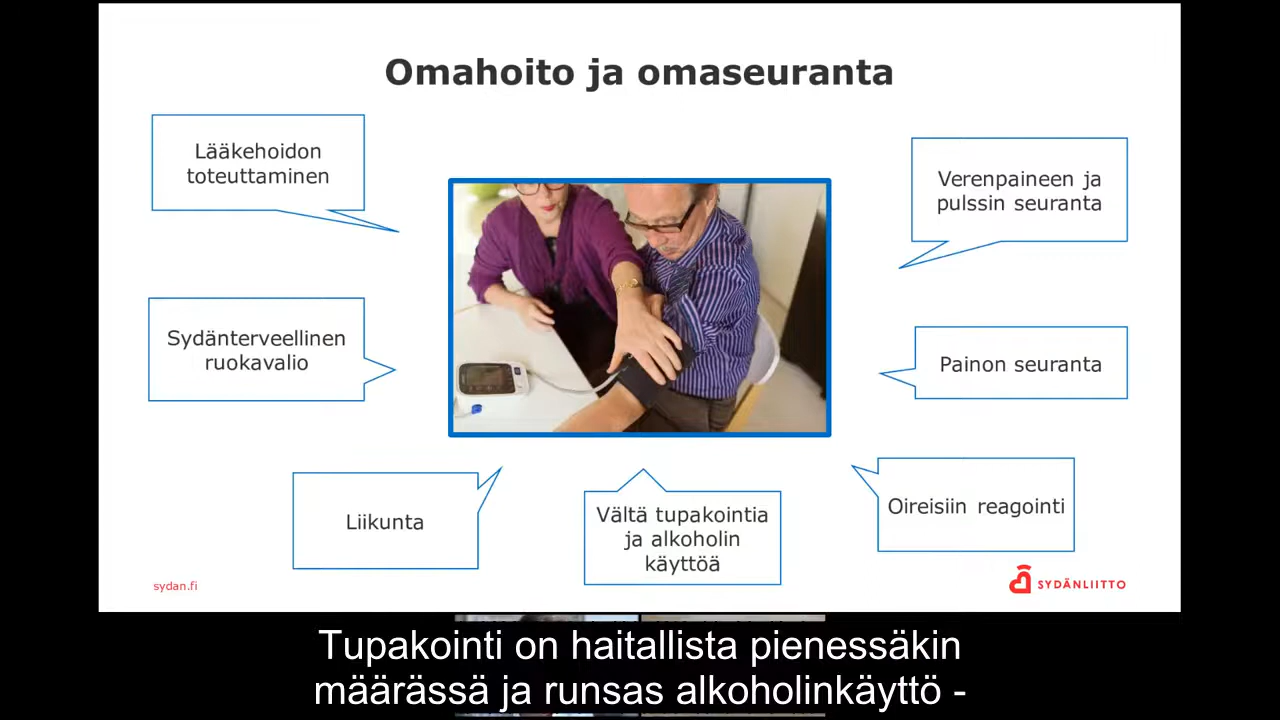 Omahoito ja omaseuranta
Lääkehoidon
toteuttaminen
Verenpaineen ja
pulssin seuranta
Sydänterveellinen
ruokavalio
Painon seuranta
Liikunta
Vältä tupakointia
ja alkoholin
käyttöä
Oireisiin reagointi
sydan.fi
SYDÄNLIITTO
Tupakointi on haitallista pienessäkin
määrässä ja runsas alkoholinkäyttö -